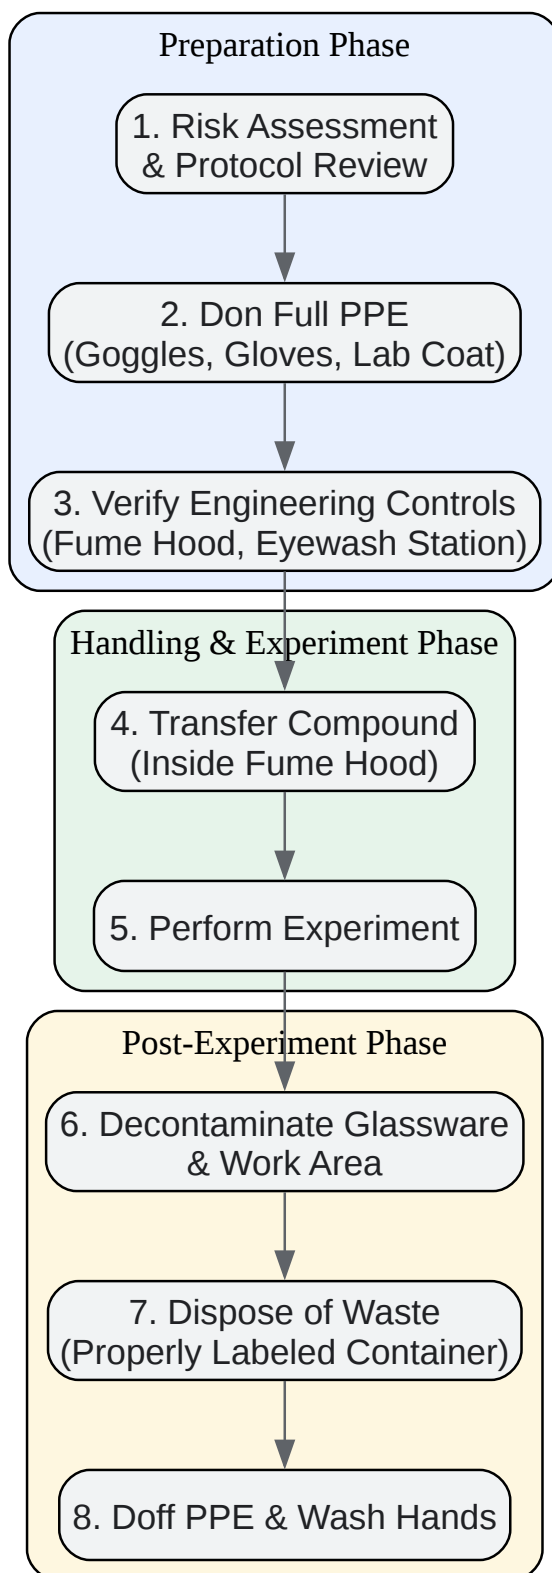 Preparation Phase
1. Risk Assessment
& Protocol Review
2. Don Full PPE
(Goggles, Gloves, Lab Coat)
3. Verify Engineering Controls
(Fume Hood, Eyewash Station)
Handling & Experiment Phase
4. Transfer Compound
(Inside Fume Hood)
5. Perform Experiment
Post-Experiment Phase
6. Decontaminate Glassware
& Work Area
7. Dispose of Waste
(Properly Labeled Container)
8. Doff PPE & Wash Hands